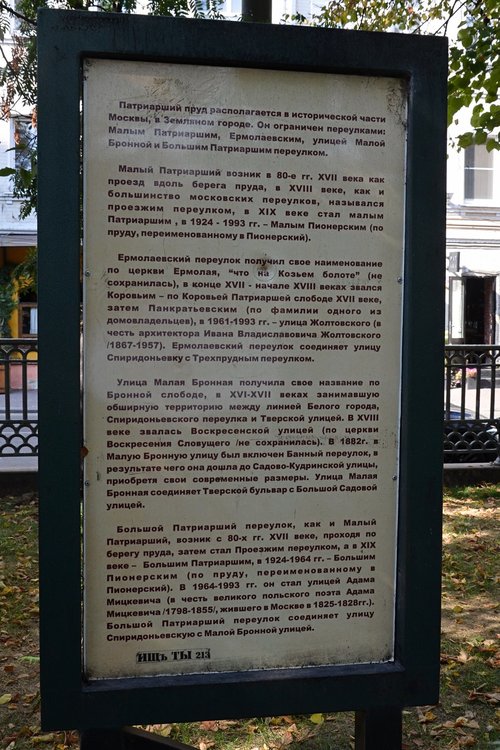 Патриарший пруд располагается в исторической части
Москвы, в Земляном городе. Он ограничен переулками:
Малым Патриаршим, Ермолаевским, улицей Малой
Бронной и Большим Патриаршим переулком.
Малый Патриарший возник в 80-е гг. XVII века как
проезд вдоль берега пруда, в XVIII веке, как и
большинство московских переулков, назывался
проезжим переулком, в XIX веке стал малым
Патриаршим , в 1924 - 1993 гг. – Малым Пионерским (по
пруду, переименованному в Пионерский).
Ермолаевский переулок получил свое наименование
по церкви Ермолая, “что на Козьем болоте” (не
сохранилась), в конце XVII - начале XVIII веках звался
Коровьим – по Коровьей Патриаршей слободе XVII веке,
затем Панкратьевским (по фамилии одного из
домовладельцев), в 1961-1993 гг. – улица Жолтовского (в
честь архитектора Ивана Владиславовича Жолтовского
/1867-1957). Ермолаевский переулок соединяет улицу
Спиридоньевку с Трехпрудным переулком.
Улица Малая Бронная получила свое название по
Бронной слободе, в XVI-XVII веках занимавшую
обширную территорию между линией Белого города,
Спиридоньевского переулка и Тверской улицей. В XVIII
веке звалась Воскресенской улицей (по церкви
Воскресения Словущего /не сохранилась). В 1882г. в
Малую Бронную улицу был включен Банный переулок, в
результате чего она дошла до Садово-Кудринской улицы,
приобретя свои современные размеры. Улица Малая
Бронная соединяет Тверской бульвар с Большой Садовой
улицей.
Большой Патриарший переулок, как и Малый
Патриарший, возник с 80-х гг. XVII веке, проходя по
берегу пруда, затем стал Проезжим переулком, а в XIX
веке – Большим Патриаршим, в 1924-1964 гг. – Большим
Пионерским (по пруду, переименованному в
Пионерский). В 1964-1993 гг. он стал улицей Адама
Мицкевича (в честь великого польского поэта Адама
Мицкевича /1798-1855/, жившего в Москве в 1825-1828гг.).
Большой Патриарший переулок соединяет улицу
Спиридоньевскую с Малой Бронной улицей.
ИЩЪ ТЫ 213